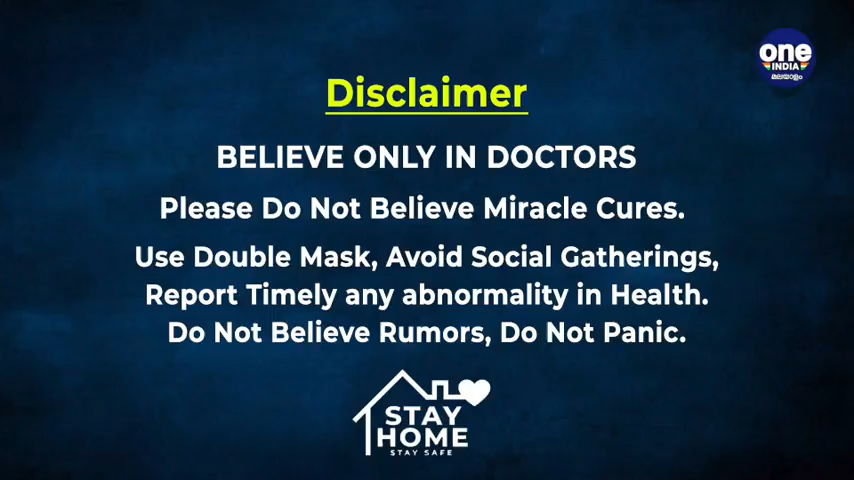 one
INDIA
മലയാളം
Disclaimer
BELIEVE ONLY IN DOCTORS
Please Do Not Believe Miracle Cures.
Use Double Mask, Avoid Social Gatherings,
Report Timely any abnormality in Health.
Do Not Believe Rumors, Do Not Panic.
STAY
HOME
STAY SAFE